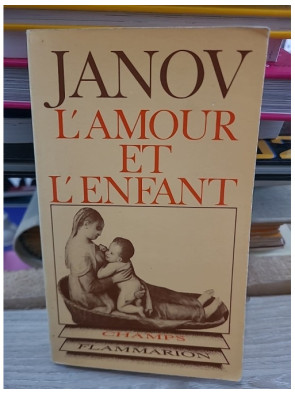 JANOV
L'AMOUR
ET
L'ENFANT
CHAMPS
FLAMMARION